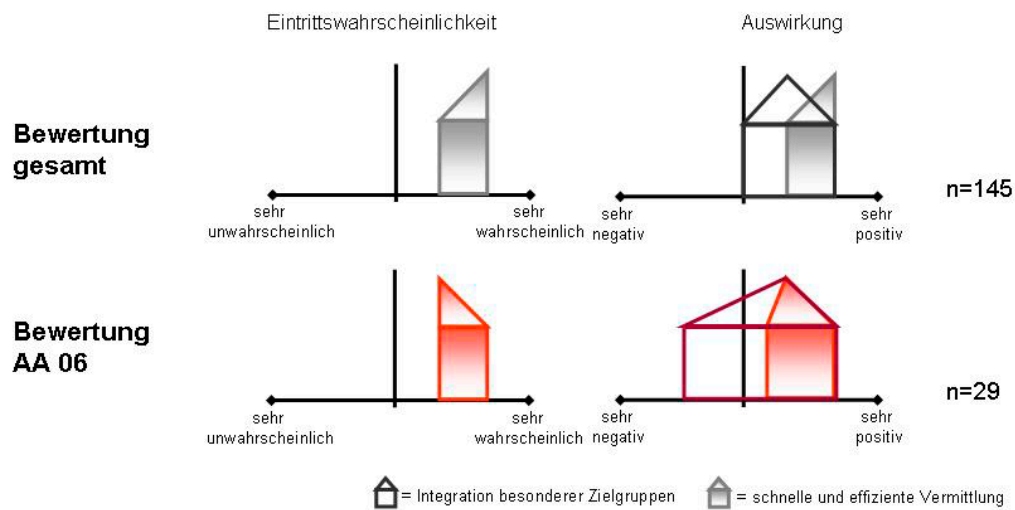 Eintrittswahrscheinlichkeit
Auswirkung
Bewertung
gesamt
sehr
unwahrscheinlich
sehr
wahrscheinlich
sehr
negativ
sehr
positiv
n=145
Bewertung
AA 06
sehr
unwahrscheinlich
sehr
wahrscheinlich
sehr
negativ
sehr
positiv
n=29
= Integration besonderer Zielgruppen
= schnelle und effiziente Vermittlung